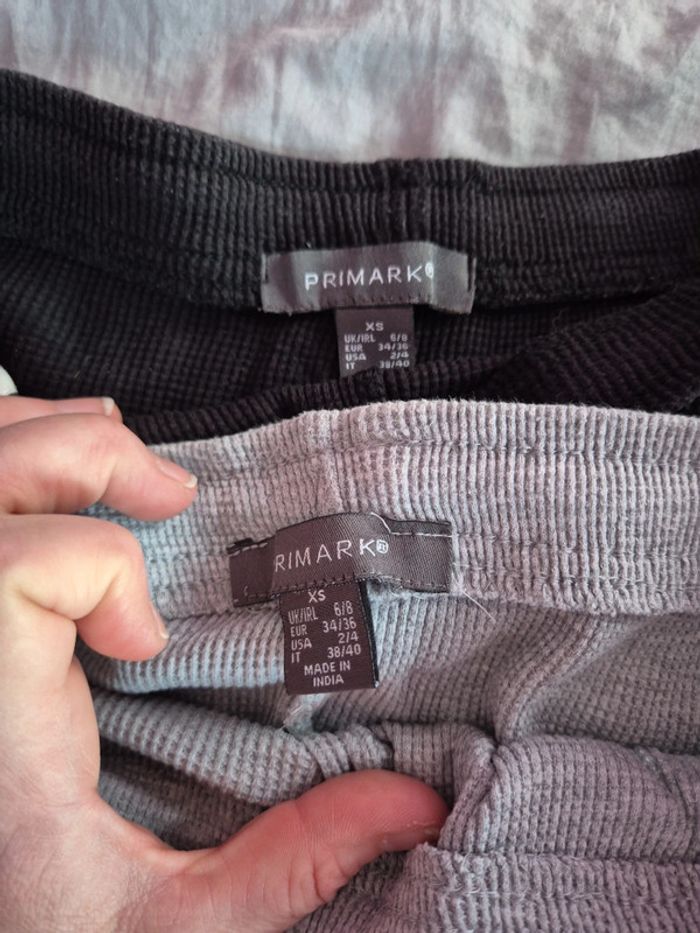 PRIMARK®
XS
UK/IRL 6/8
EUR 34/36
USA 2/4
IT 38/40
PRIMARK®
XS
UK/IRL 6/8
EUR 34/36
USA 2/4
IT 38/40
MADE IN
INDIA